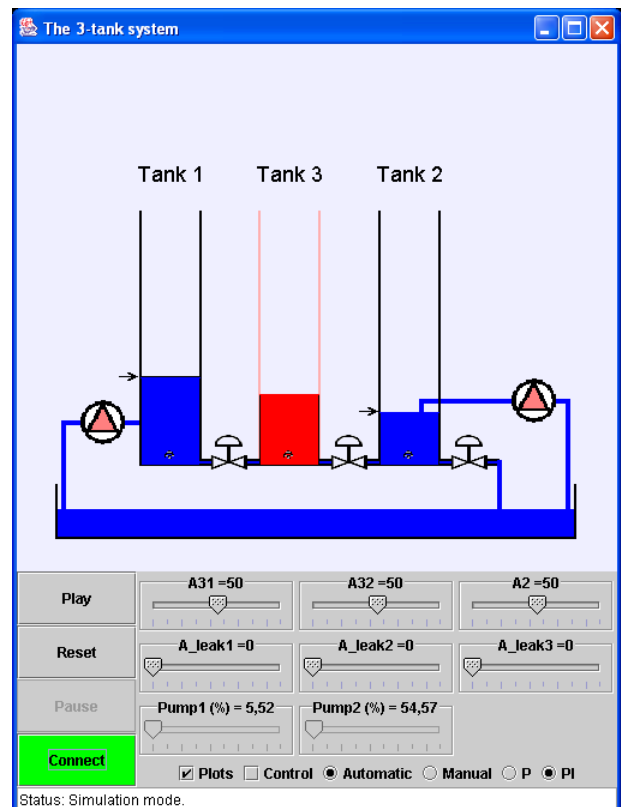 The 3-tank system
Tank 1 Tank 3 Tank 2
Play
A31 =50 A32 =50 A2 =50
Reset
A_leak1 =0 A_leak2 =0 A_leak3 =0
Pause
Pump1 (%) = 5,52 Pump2 (%) = 54,57
Connect
Plots Control Automatic Manual P PI
Status: Simulation mode.